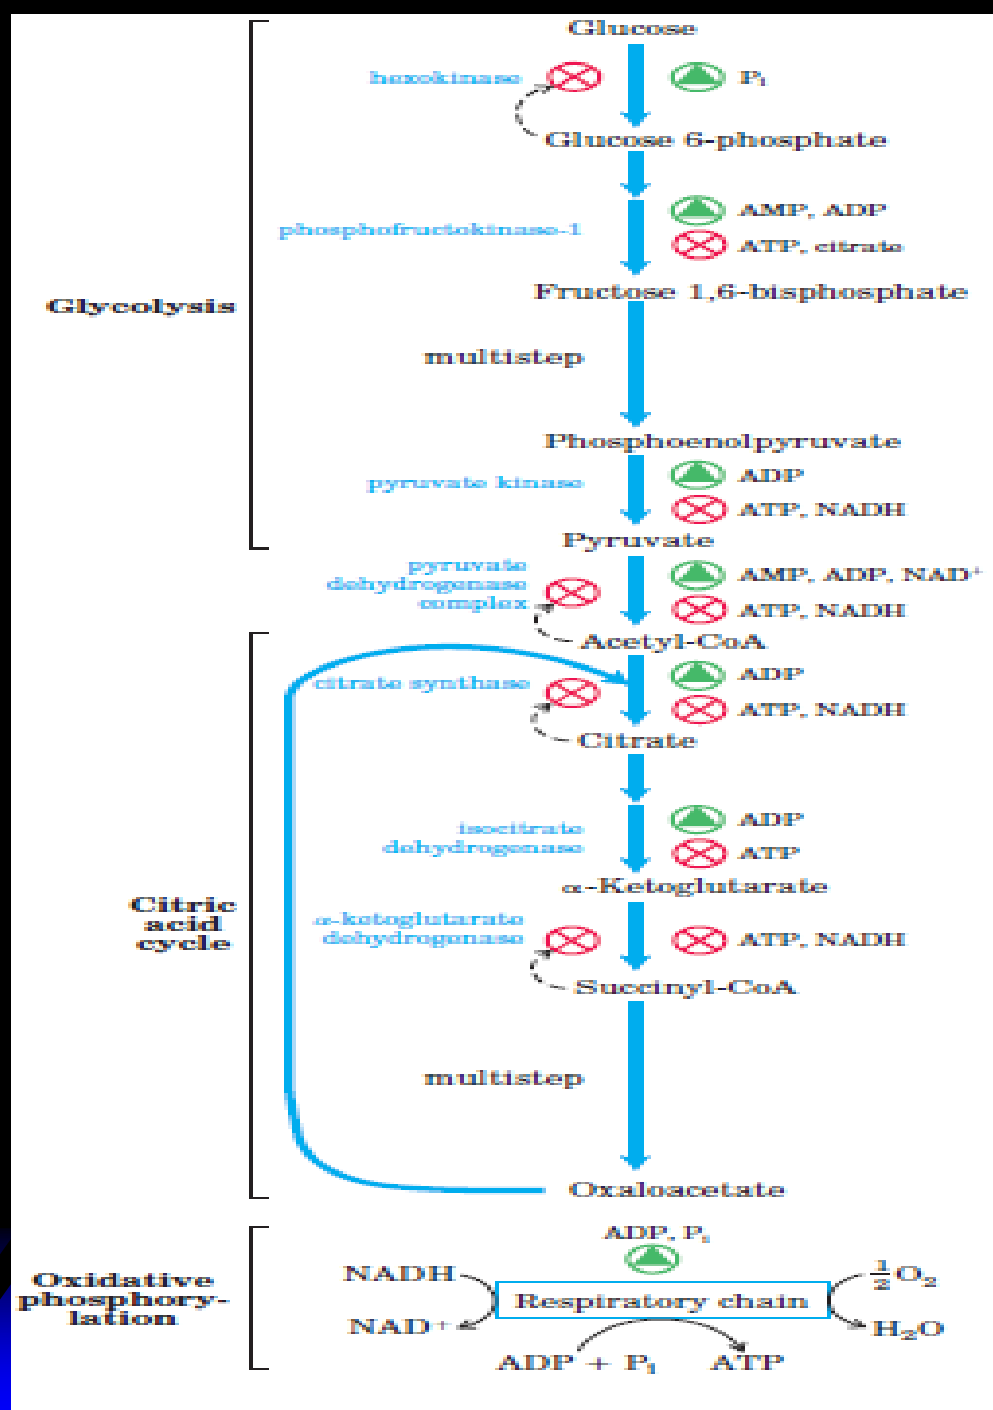 Glucose
hexokinase
Pᵢ
Glucose 6-phosphate
AMP, ADP
phosphofructokinase-1
ATP, citrate
Fructose 1,6-bisphosphate
Glycolysis
multistep
Phosphoenolpyruvate
ADP
pyruvate kinase
ATP, NADH
Pyruvate
pyruvate
dehydrogenase
complex
AMP, ADP, NAD⁺
ATP, NADH
Acetyl-CoA
citrate synthase
ADP
ATP, NADH
Citrate
isocitrate
dehydrogenase
ADP
ATP
α-Ketoglutarate
Citric
acid
cycle
α-ketoglutarate
dehydrogenase
ATP, NADH
Succinyl-CoA
multistep
Oxaloacetate
ADP, Pᵢ
Oxidative
phosphory-
lation
NADH
½O₂
Respiratory chain
NAD⁺
H₂O
ADP + Pᵢ
ATP